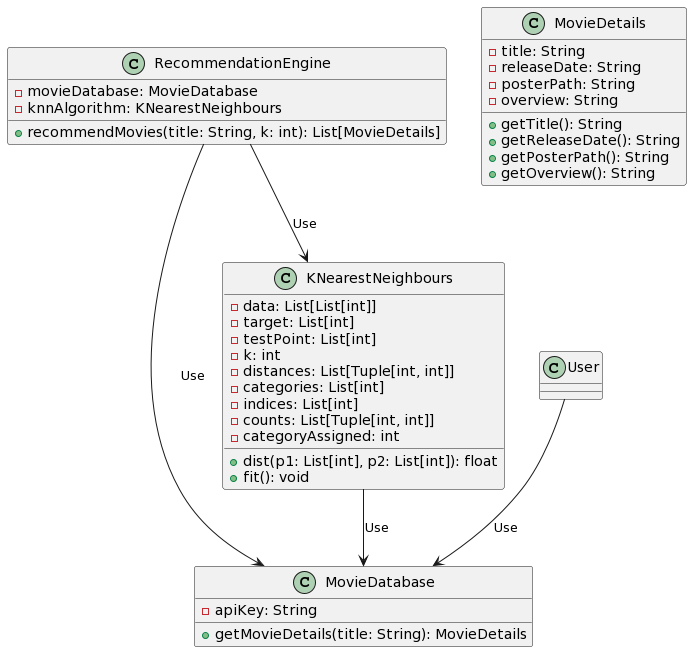 C MovieDetails
title: String
releaseDate: String
posterPath: String
overview: String
getTitle(): String
getReleaseDate(): String
getPosterPath(): String
getOverview(): String
C RecommendationEngine
movieDatabase: MovieDatabase
knnAlgorithm: KNearestNeighbours
recommendMovies(title: String, k: int): List[MovieDetails]
Use
C KNearestNeighbours
data: List[List[int]]
target: List[int]
testPoint: List[int]
k: int
distances: List[Tuple[int, int]]
categories: List[int]
indices: List[int]
counts: List[Tuple[int, int]]
categoryAssigned: int
dist(p1: List[int], p2: List[int]): float
fit(): void
C User
Use
Use
Use
C MovieDatabase
apiKey: String
getMovieDetails(title: String): MovieDetails